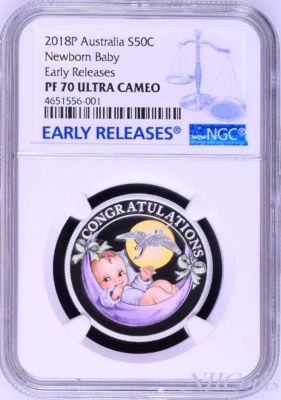 2018P Australia S50C
Newborn Baby
Early Releases
PF 70 ULTRA CAMEO
4651556-001
EARLY RELEASES®
NGC®
CONGRATULATIONS